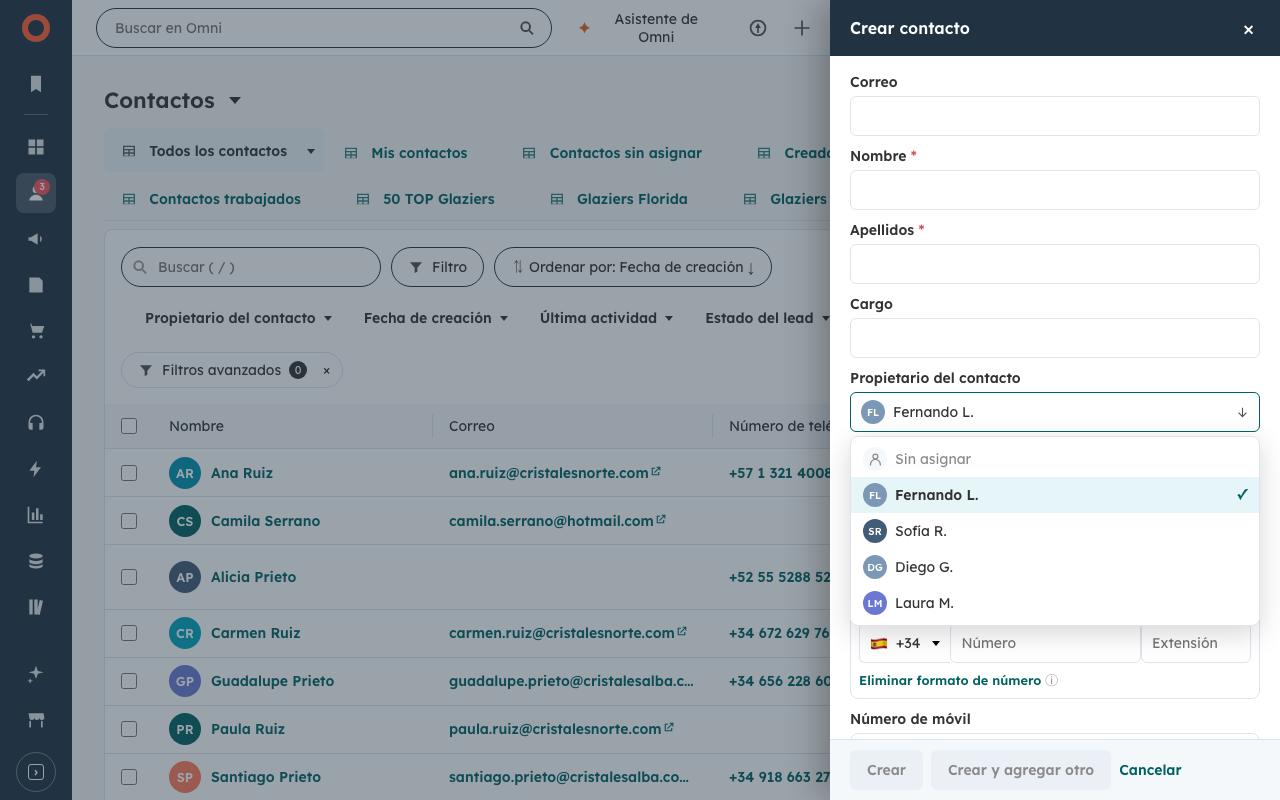 Buscar en Omni
Asistente de
Omni
3
Contactos
Todos los contactos
Mis contactos
Contactos sin asignar
Contactos trabajados
50 TOP Glaziers
Glaziers Florida
Glaziers
Buscar ( / )
Filtro
Ordenar por: Fecha de creación
Propietario del contacto
Fecha de creación
Última actividad
Estado del lead
Filtros avanzados 0 ×
Nombre
Correo
Número de
AR Ana Ruiz ana.ruiz@cristalesnorte.com +57 1 321 4008
CS Camila Serrano camila.serrano@hotmail.com
AP Alicia Prieto +52 55 5288 52
CR Carmen Ruiz carmen.ruiz@cristalesnorte.com +34 672 629 76
GP Guadalupe Prieto guadalupe.prieto@cristalesalba.c... +34 656 228 60
PR Paula Ruiz paula.ruiz@cristalesnorte.com
SP Santiago Prieto santiago.prieto@cristalesalba.co... +34 918 663 27
Crear contacto ×
Correo
Nombre *
Apellidos *
Cargo
Propietario del contacto
FL Fernando L.
Sin asignar
FL Fernando L. ✓
SR Sofía R.
DG Diego G.
LM Laura M.
+34 Número Extensión
Eliminar formato de número
Número de móvil
Crear
Crear y agregar otro
Cancelar